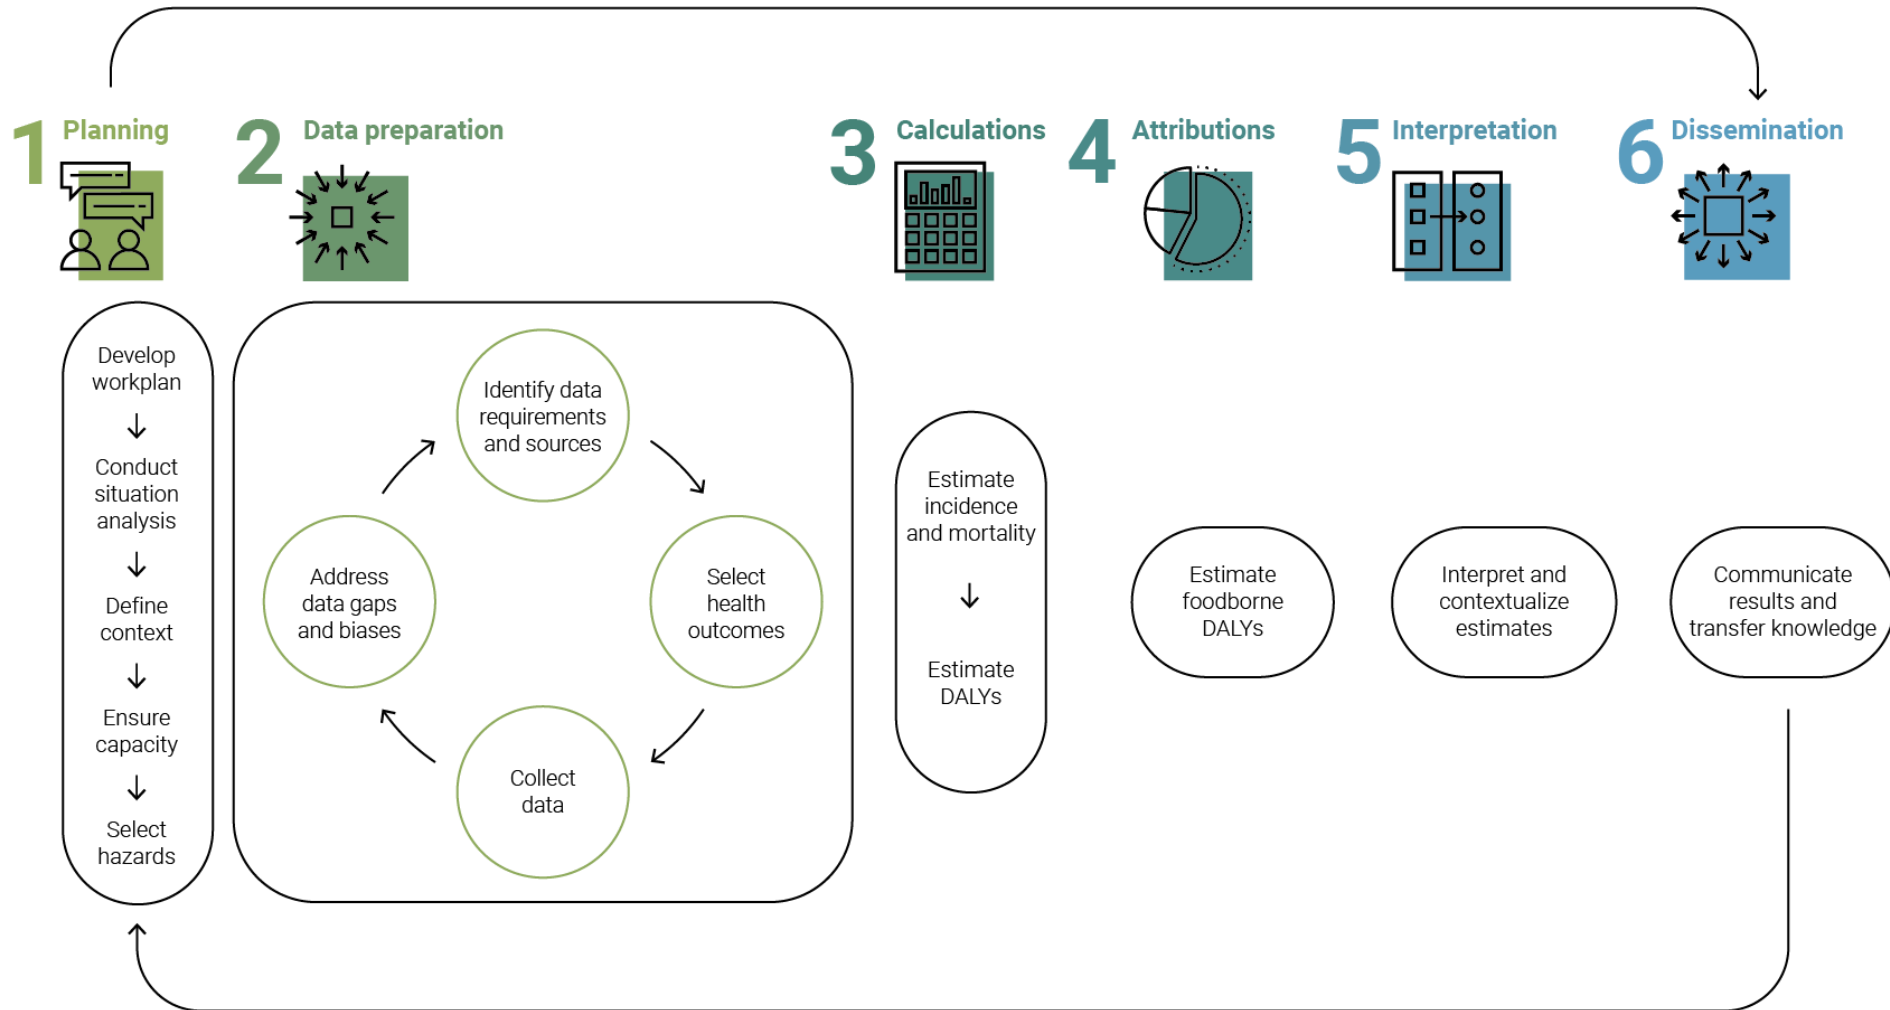 1 Planning
2 Data preparation
3 Calculations
4 Attributions
5 Interpretation
6 Dissemination
Develop
workplan
Conduct
situation
analysis
Define
context
Ensure
capacity
Select
hazards
Identify data
requirements
and sources
Select
health
outcomes
Collect
data
Address
data gaps
and biases
Estimate
incidence
and mortality
Estimate
DALYs
Estimate
foodborne
DALYs
Interpret and
contextualize
estimates
Communicate
results and
transfer knowledge